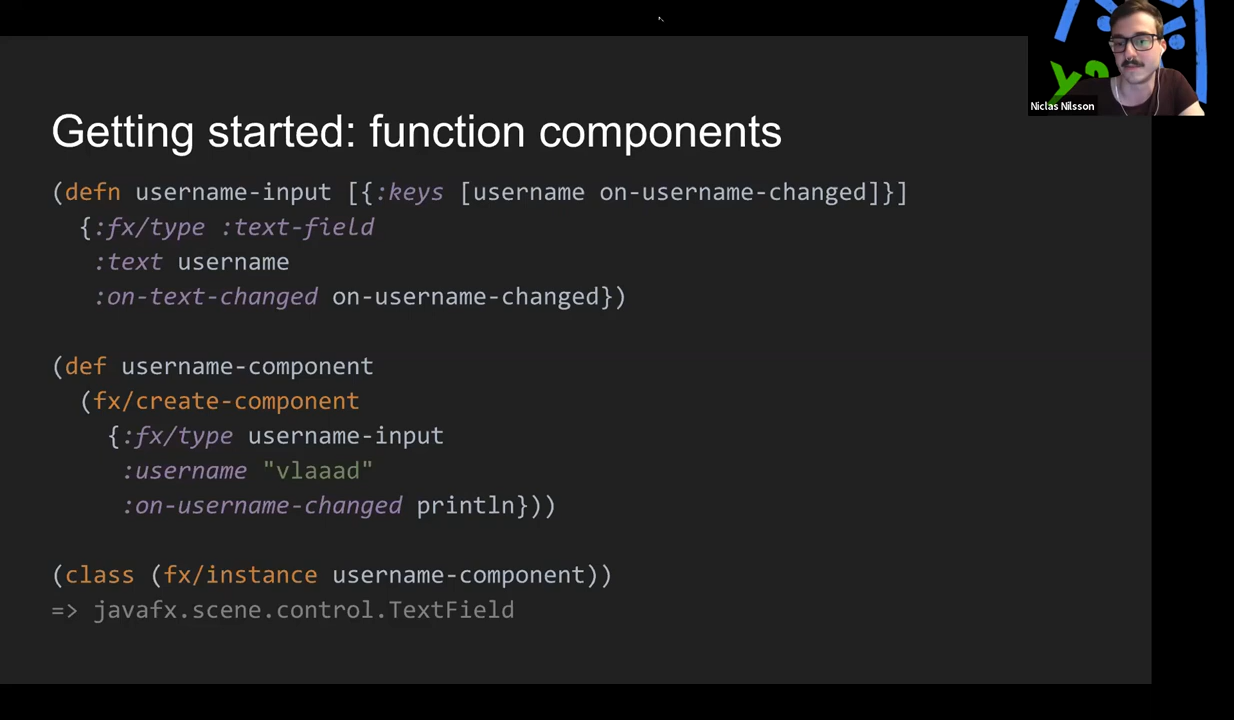 Getting started: function components
(defn username-input [{:keys [username on-username-changed]}]
{:fx/type :text-field
:text username
:on-text-changed on-username-changed})
(def username-component
(fx/create-component
{:fx/type username-input
:username "vlaaad"
:on-username-changed println}))
(class (fx/instance username-component))
=> javafx.scene.control.TextField
Niclas Nilsson